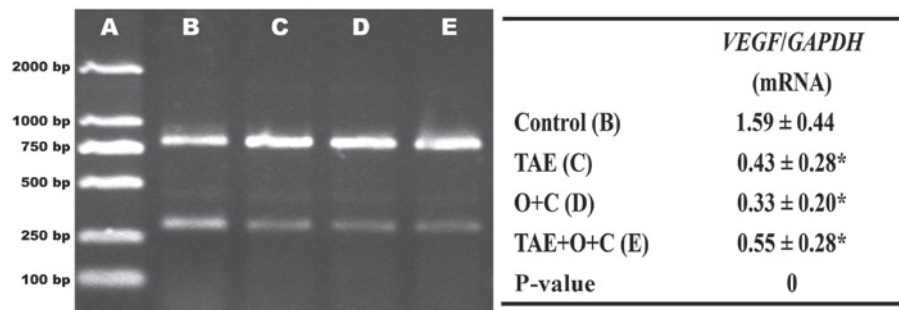 A B C D E
2000 bp
1000 bp
750 bp
500 bp
250 bp
100 bp
VEGF/GAPDH
(mRNA)
Control (B) 1.59 ± 0.44
TAE (C) 0.43 ± 0.28*
O+C (D) 0.33 ± 0.20*
TAE+O+C (E) 0.55 ± 0.28*
P-value 0